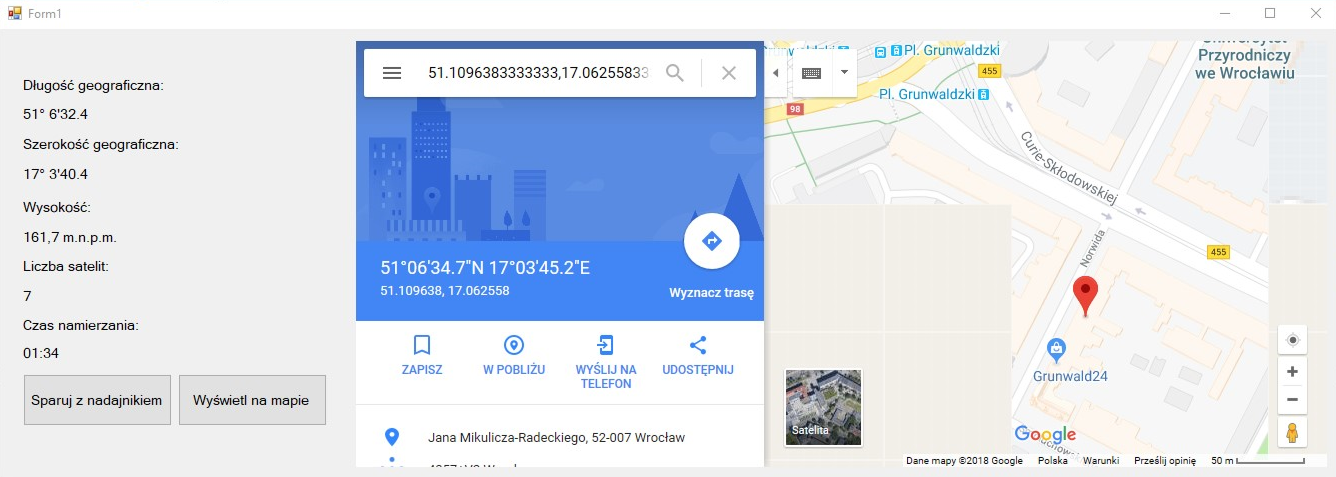 Form1
Długość geograficzna:
51° 6'32.4
Szerokość geograficzna:
17° 3'40.4
Wysokość:
161,7 m.n.p.m.
Liczba satelit:
7
Czas namierzania:
01:34
Sparuj z nadajnikiem
Wyświetl na mapie
51.1096383333333,17.06255833
51°06'34.7"N 17°03'45.2"E
51.109638, 17.062558
Wyznacz trasę
ZAPISZ
W POBLIŻU
WYŚLIJ NA
TELEFON
UDOSTĘPNIJ
Jana Mikulicza-Radeckiego, 52-007 Wrocław
Pl. Grunwaldzki
455
Uniwersytet
Przyrodniczy
we Wrocławiu
Pl. Grunwaldzki
98
Curie-Skłodowskiej
455
Norwida
Grunwald24
Satelita
Google
Dane mapy ©2018 Google
Polska
Warunki
Prześlij opinię
50 m